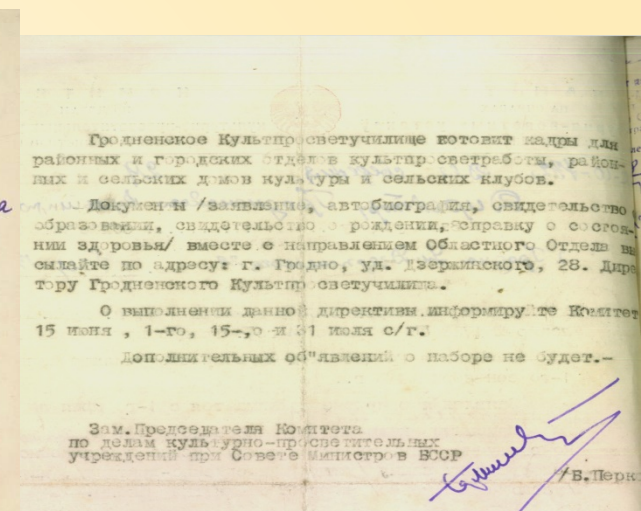 Гродненское Культпросветучилище готовит кадры для
районных и городских отделов культпросветработы, район-
ных и сельских домов культуры и сельских клубов.
Документы /заявление, автобиография, свидетельство
образовании, свидетельство о рождении, справку о состоя-
нии здоровья/ вместе с направлением Областного Отдела вы
сылайте по адресу: г. Гродно, ул. Дзержинского, 28. Дире
тору Гродненского Культпросветучилища.
О выполнении данной директивы информируйте Комитет
15 июня , 1-го, 15-го и 31 июля с/г.
Дополнительных об"явлений о наборе не будет.-
Зам.Председателя Комитета
по делам культурно-просветительных
учреждений при Совете Министров БССР
/В.Перк